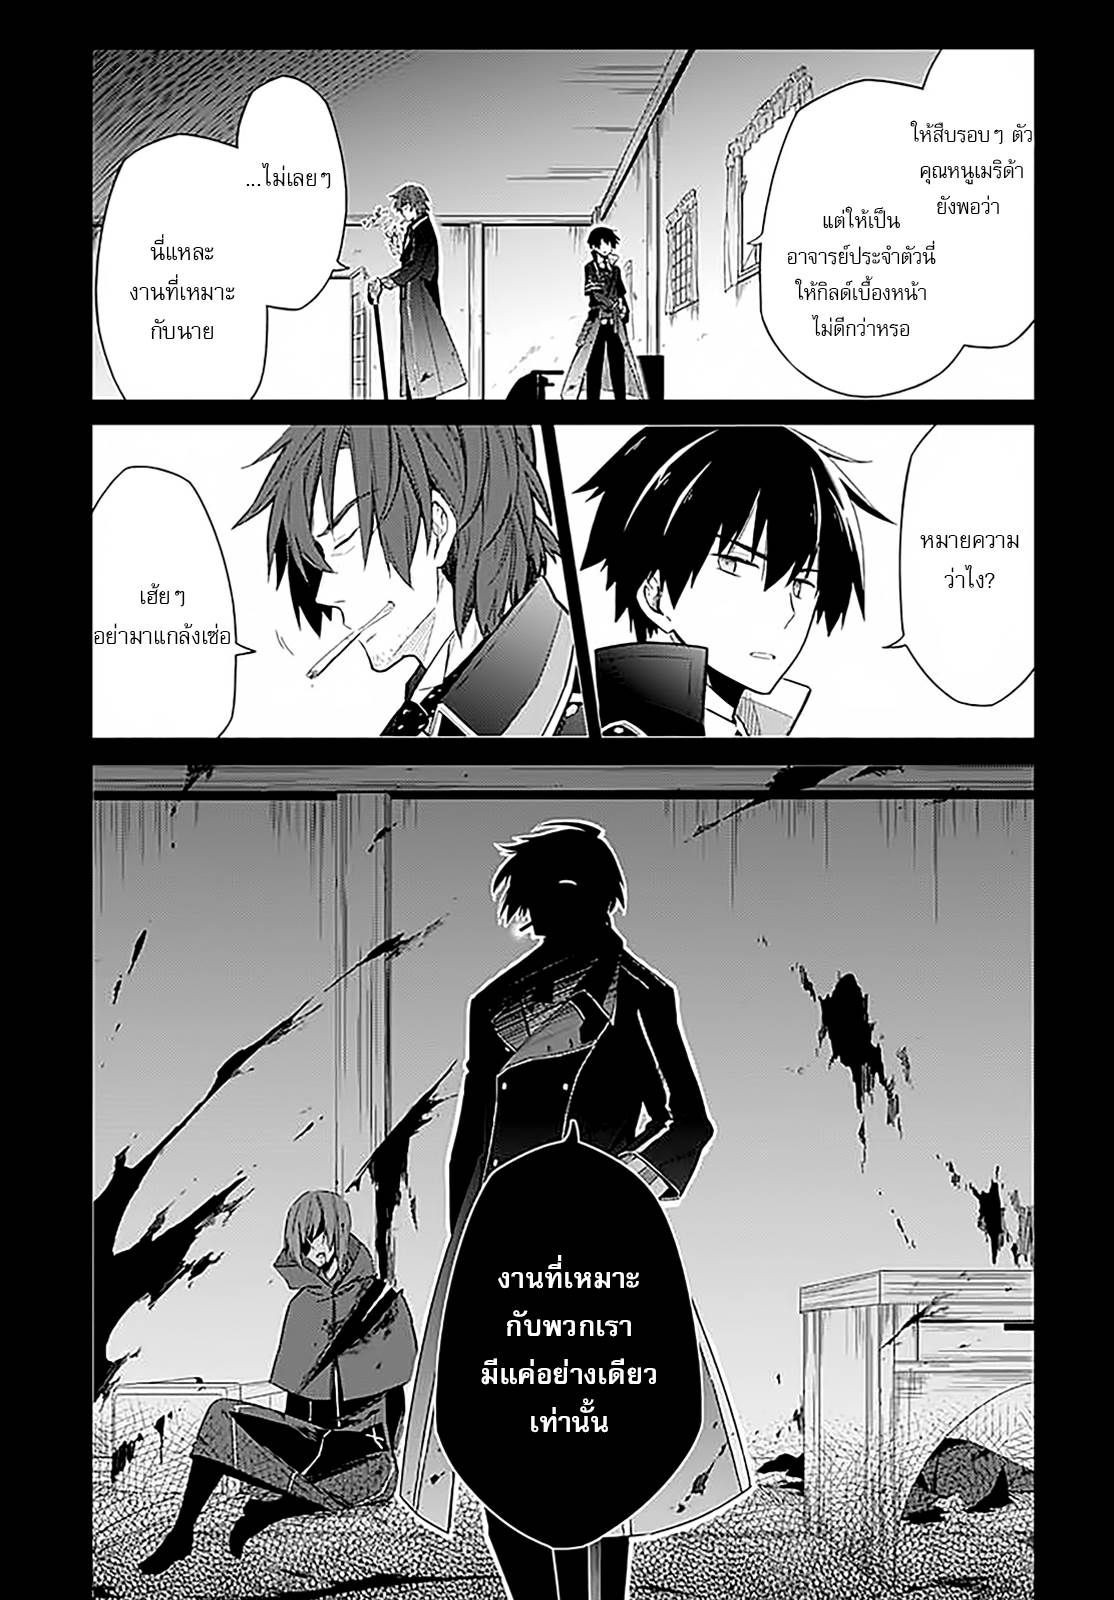 ให้สืบรอบๆ ตัว
คุณหนูเมริด้า
ยังพอว่า
แต่ให้เป็น
อาจารย์ประจำตัวนี่
ให้กิลด์เบื้องหน้า
ไม่ดีกว่าหรอ
...ไม่เลยๆ
นี่แหละ
งานที่เหมาะ
กับนาย
หมายความ
ว่าไง?
เฮ้ยๆ
อย่ามาแกล้งเซ่อ
งานที่เหมาะ
กับพวกเรา
มีแค่อย่างเดียว
เท่านั้น